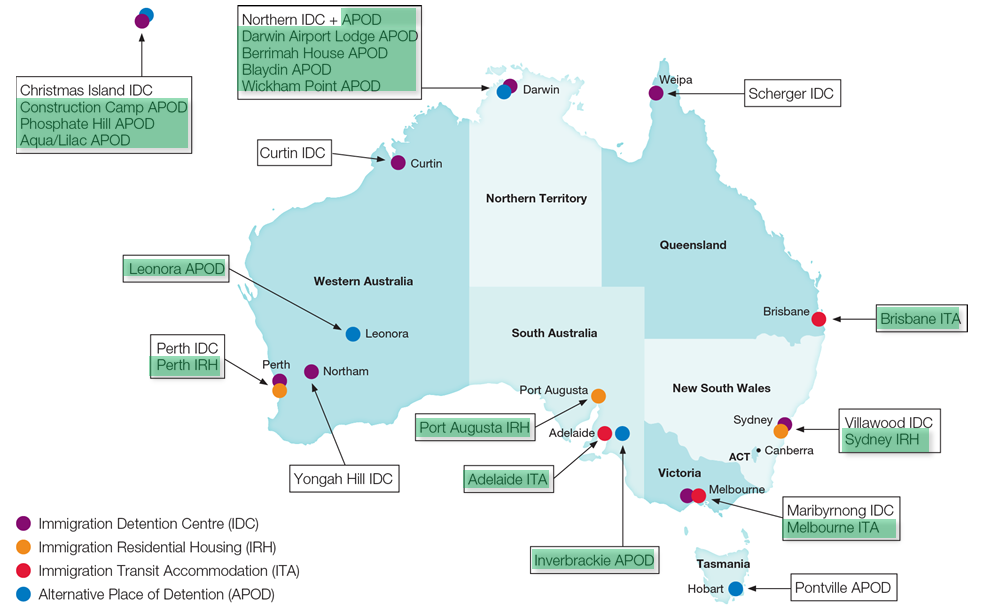 Northern IDC + APOD
Darwin Airport Lodge APOD
Berrimah House APOD
Blaydin APOD
Wickham Point APOD
Christmas Island IDC
Construction Camp APOD
Phosphate Hill APOD
Aqua/Lilac APOD
Darwin
Weipa
Scherger IDC
Curtin IDC
Curtin
Northern Territory
Queensland
Leonora APOD
Western Australia
Brisbane
Brisbane ITA
South Australia
Leonora
Perth IDC
Perth IRH
Perth
Northam
Port Augusta
New South Wales
Port Augusta IRH
Adelaide
Sydney
Villawood IDC
Sydney IRH
Canberra
ACT
Yongah Hill IDC
Adelaide ITA
Victoria
Melbourne
Maribyrnong IDC
Melbourne ITA
Inverbrackie APOD
Tasmania
Hobart
Pontville APOD
Immigration Detention Centre (IDC)
Immigration Residential Housing (IRH)
Immigration Transit Accommodation (ITA)
Alternative Place of Detention (APOD)